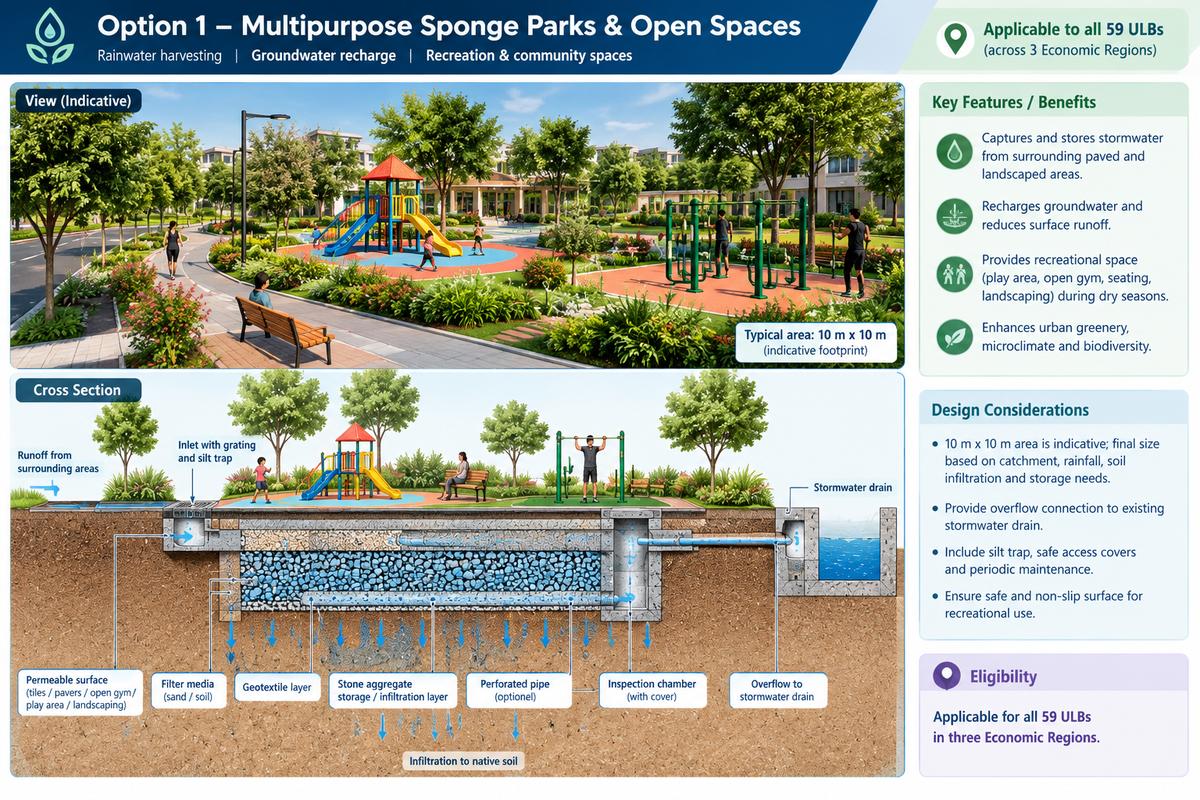 Option 1 – Multipurpose Sponge Parks & Open Spaces
Rainwater harvesting | Groundwater recharge | Recreation & community spaces
Applicable to all 59 ULBs
(across 3 Economic Regions)
View (Indicative)
Typical area: 10 m x 10 m
(indicative footprint)
Cross Section
Runoff from
surrounding areas
Inlet with grating
and silt trap
Stormwater drain
Permeable surface
(tiles / pavers / open gym/
play area / landscaping)
Filter media
(sand / soil)
Geotextile layer
Stone aggregate
storage / infiltration layer
Perforated pipe
(optional)
Inspection chamber
(with cover)
Overflow to
stormwater drain
Infiltration to native soil
Key Features / Benefits
Captures and stores stormwater
from surrounding paved and
landscaped areas.
Recharges groundwater and
reduces surface runoff.
Provides recreational space
(play area, open gym, seating,
landscaping) during dry seasons.
Enhances urban greenery,
microclimate and biodiversity.
Design Considerations
• 10 m x 10 m area is indicative; final size
based on catchment, rainfall, soil
infiltration and storage needs.
• Provide overflow connection to existing
stormwater drain.
• Include silt trap, safe access covers
and periodic maintenance.
• Ensure safe and non-slip surface for
recreational use.
Eligibility
Applicable for all 59 ULBs
in three Economic Regions.